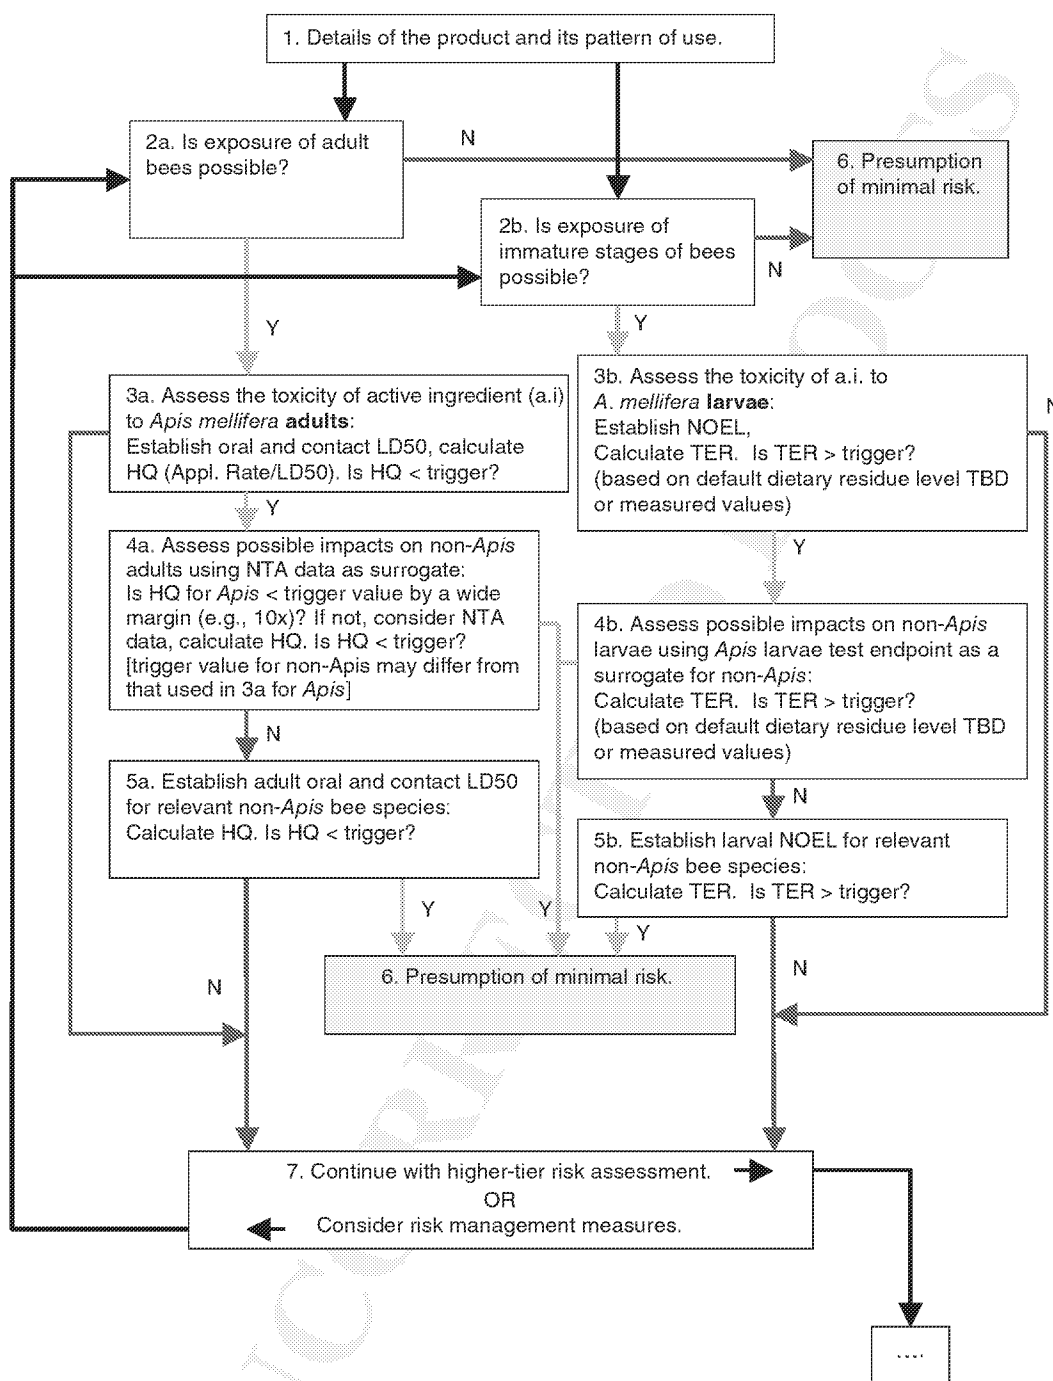 1. Details of the product and its pattern of use.
2a. Is exposure of adult
bees possible?
N
6. Presumption
of minimal risk.
2b. Is exposure of
immature stages of bees
possible?
N
Y
Y
3a. Assess the toxicity of active ingredient (a.i)
to Apis mellifera adults:
Establish oral and contact LD50, calculate
HQ (Appl. Rate/LD50). Is HQ < trigger?
3b. Assess the toxicity of a.i. to
A. mellifera larvae:
Establish NOEL,
Calculate TER. Is TER > trigger?
(based on default dietary residue level TBD
or measured values)
N
Y
Y
4a. Assess possible impacts on non-Apis
adults using NTA data as surrogate:
Is HQ for Apis < trigger value by a wide
margin (e.g., 10x)? If not, consider NTA
data, calculate HQ. Is HQ < trigger?
[trigger value for non-Apis may differ from
that used in 3a for Apis]
4b. Assess possible impacts on non-Apis
larvae using Apis larvae test endpoint as a
surrogate for non-Apis:
Calculate TER. Is TER > trigger?
(based on default dietary residue level TBD
or measured values)
N
N
5a. Establish adult oral and contact LD50
for relevant non-Apis bee species:
Calculate HQ. Is HQ < trigger?
5b. Establish larval NOEL for relevant
non-Apis bee species:
Calculate TER. Is TER > trigger?
Y
Y
Y
N
6. Presumption of minimal risk.
N
7. Continue with higher-tier risk assessment.
OR
Consider risk management measures.
....